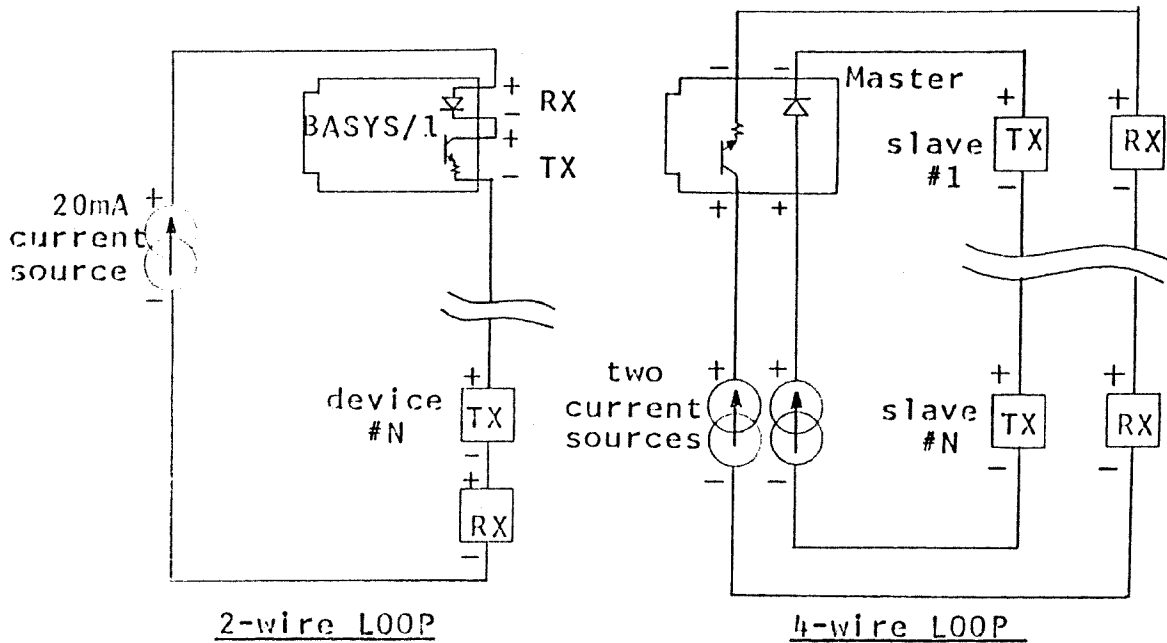 +
BASYS/1
+
RX
−
+
TX
−
20mA
current
source
+
−
device
#N
+
TX
−
+
RX
−
2-wire LOOP
−
−
Master
+
+
slave
#1
+
TX
−
+
RX
−
two
current
sources
+
+
−
−
slave
#N
+
TX
−
+
RX
−
4-wire LOOP